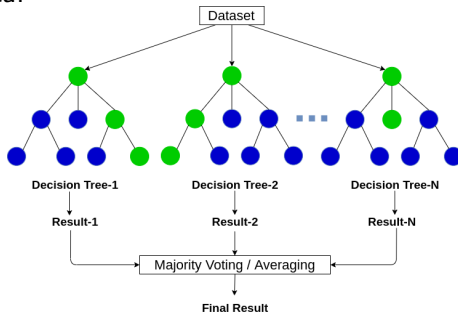 Dataset
Decision Tree-1
Decision Tree-2
Decision Tree-N
Result-1
Result-2
Result-N
Majority Voting / Averaging
Final Result